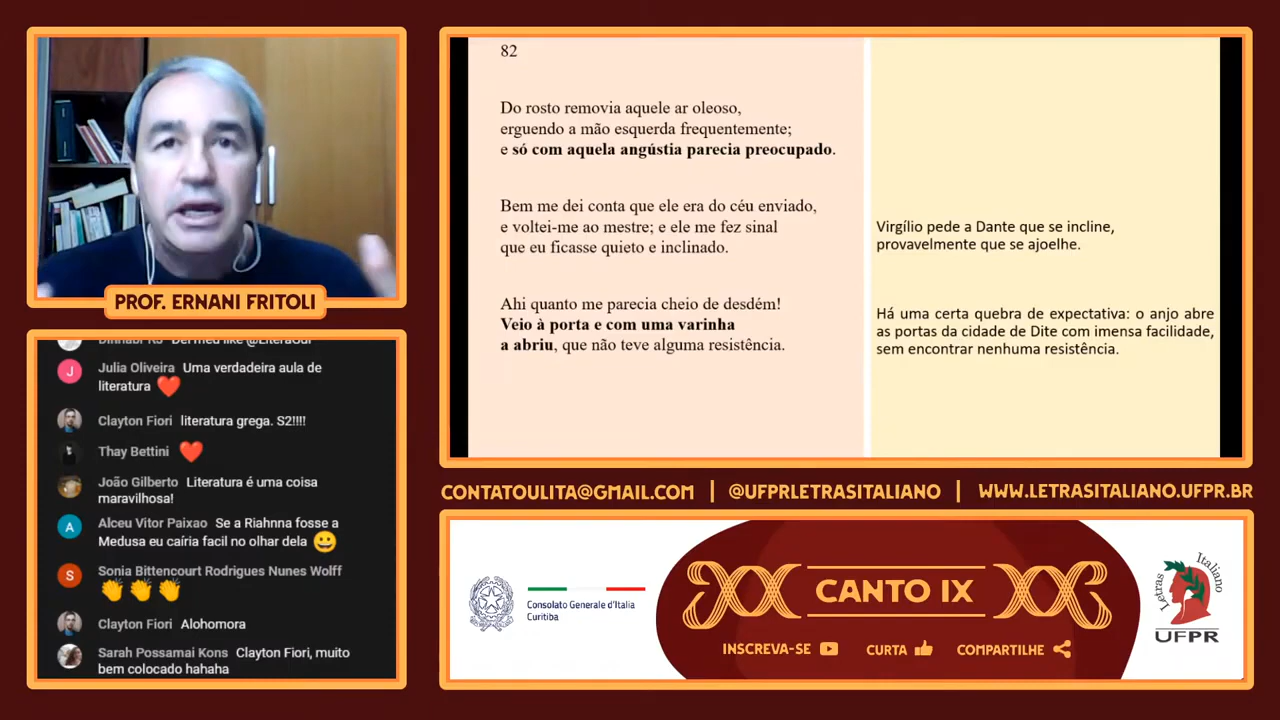 PROF. ERNANI FRITOLI
Del meu like @LiteraGui
J Julia Oliveira Uma verdadeira aula de
literatura ❤️
Clayton Fiori literatura grega. S2!!!!
Thay Bettini ❤️
João Gilberto Literatura é uma coisa
maravilhosa!
A Alceu Vitor Paixao Se a Riahnna fosse a
Medusa eu caíria facil no olhar dela 😀
S Sonia Bittencourt Rodrigues Nunes Wolff
👏👏👏
Clayton Fiori Alohomora
Sarah Possamai Kons Clayton Fiori, muito
bem colocado hahaha
82
Do rosto removia aquele ar oleoso,
erguendo a mão esquerda frequentemente;
e só com aquela angústia parecia preocupado.
Bem me dei conta que ele era do céu enviado,
e voltei-me ao mestre; e ele me fez sinal
que eu ficasse quieto e inclinado.
Ahi quanto me parecia cheio de desdém!
Veio à porta e com uma varinha
a abriu, que não teve alguma resistência.
Virgílio pede a Dante que se incline,
provavelmente que se ajoelhe.
Há uma certa quebra de expectativa: o anjo abre
as portas da cidade de Dite com imensa facilidade,
sem encontrar nenhuma resistência.
CONTATOULITA@GMAIL.COM | @UFPRLETRASITALIANO | WWW.LETRASITALIANO.UFPR.BR
Consolato Generale d'Italia
Curitiba
CANTO IX
INSCREVA-SE CURTA COMPARTILHE
Letras Italiano
UFPR